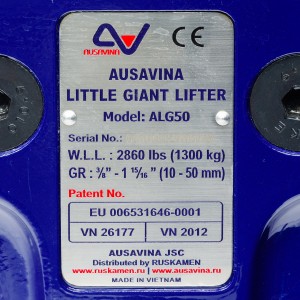 AUSAVINA
CE
AUSAVINA
LITTLE GIANT LIFTER
Model: ALG50
Serial No.:
W.L.L. : 2860 lbs (1300 kg)
GR : ⅜" - 1 15/16 " (10 - 50 mm)
Patent No.
EU 006531646-0001
VN 26177 VN 2012
AUSAVINA JSC
Distributed by RUSKAMEN
www.ruskamen.ru \ www.ausavina.ru
MADE IN VIETNAM